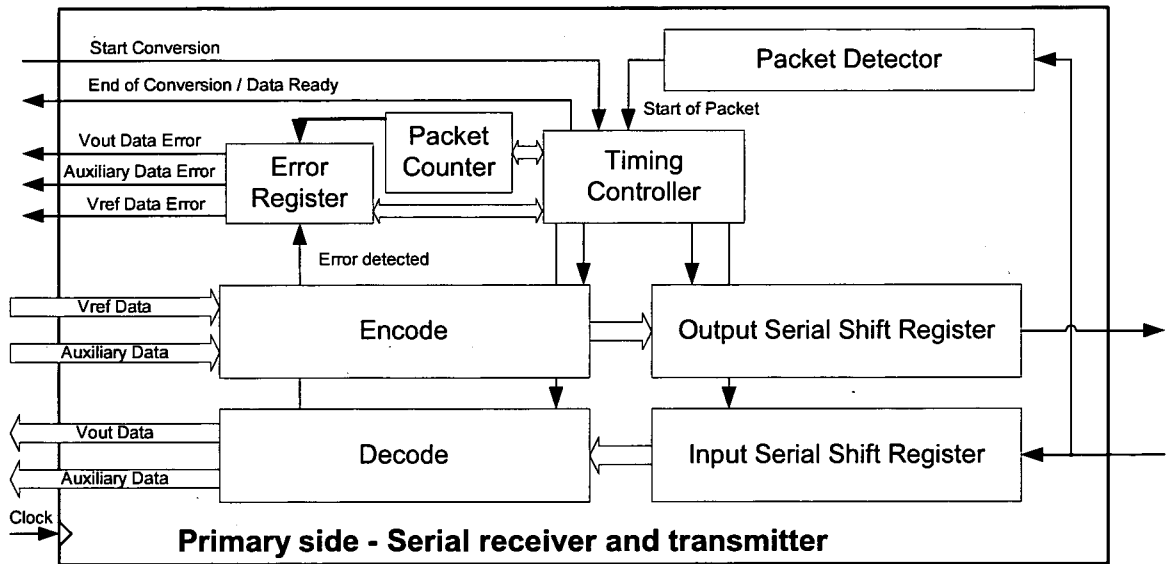 Start Conversion
Packet Detector
End of Conversion / Data Ready
Start of Packet
Vout Data Error
Packet
Counter
Timing
Controller
Error
Register
Auxiliary Data Error
Vref Data Error
Error detected
Vref Data
Encode
Output Serial Shift Register
Auxiliary Data
Vout Data
Decode
Input Serial Shift Register
Auxiliary Data
Clock
Primary side - Serial receiver and transmitter